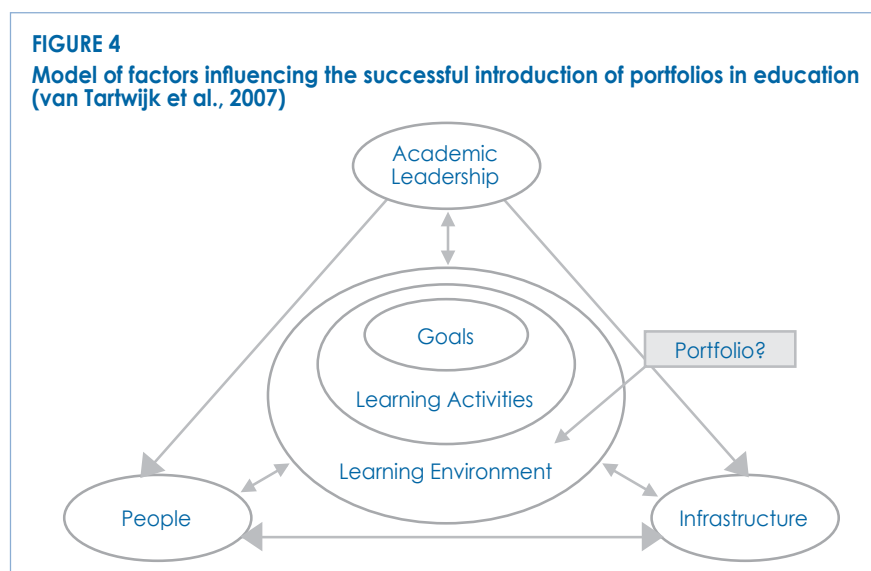 FIGURE 4
Model of factors influencing the successful introduction of portfolios in education
(van Tartwijk et al., 2007)
Academic
Leadership
Goals
Portfolio?
Learning Activities
Learning Environment
People
Infrastructure